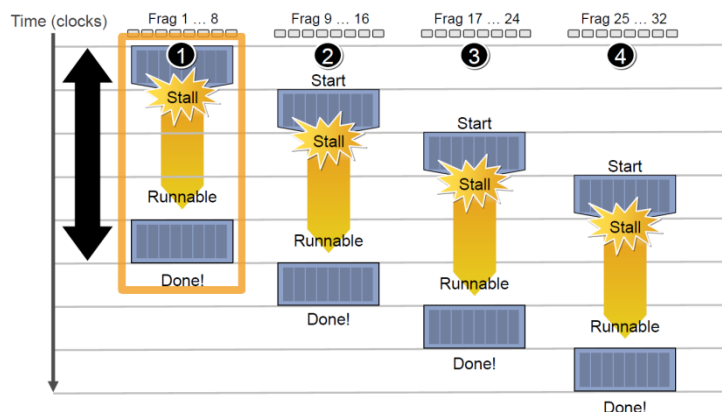 Time (clocks)
Frag 1 … 8
Frag 9 … 16
Frag 17 … 24
Frag 25 … 32
1
2
3
4
Start
Stall
Start
Stall
Start
Stall
Runnable
Stall
Runnable
Done!
Runnable
Done!
Runnable
Done!
Done!